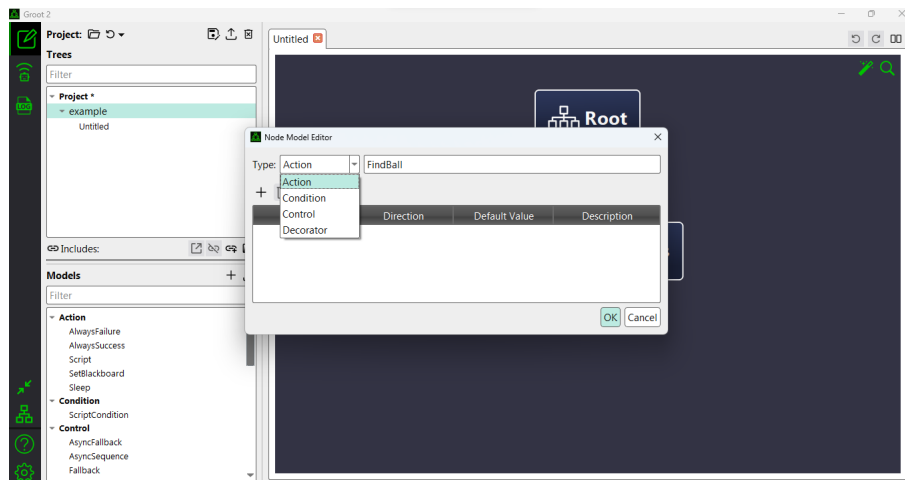 Groot 2
Project:
Trees
Filter
Project *
example
Untitled
Includes:
Models
Filter
Action
AlwaysFailure
AlwaysSuccess
Script
SetBlackboard
Sleep
Condition
ScriptCondition
Control
AsyncFallback
AsyncSequence
Fallback
LOG
Untitled
Root
Node Model Editor
Type: Action FindBall
Action
Condition
Control
Decorator
Direction Default Value Description
OK Cancel